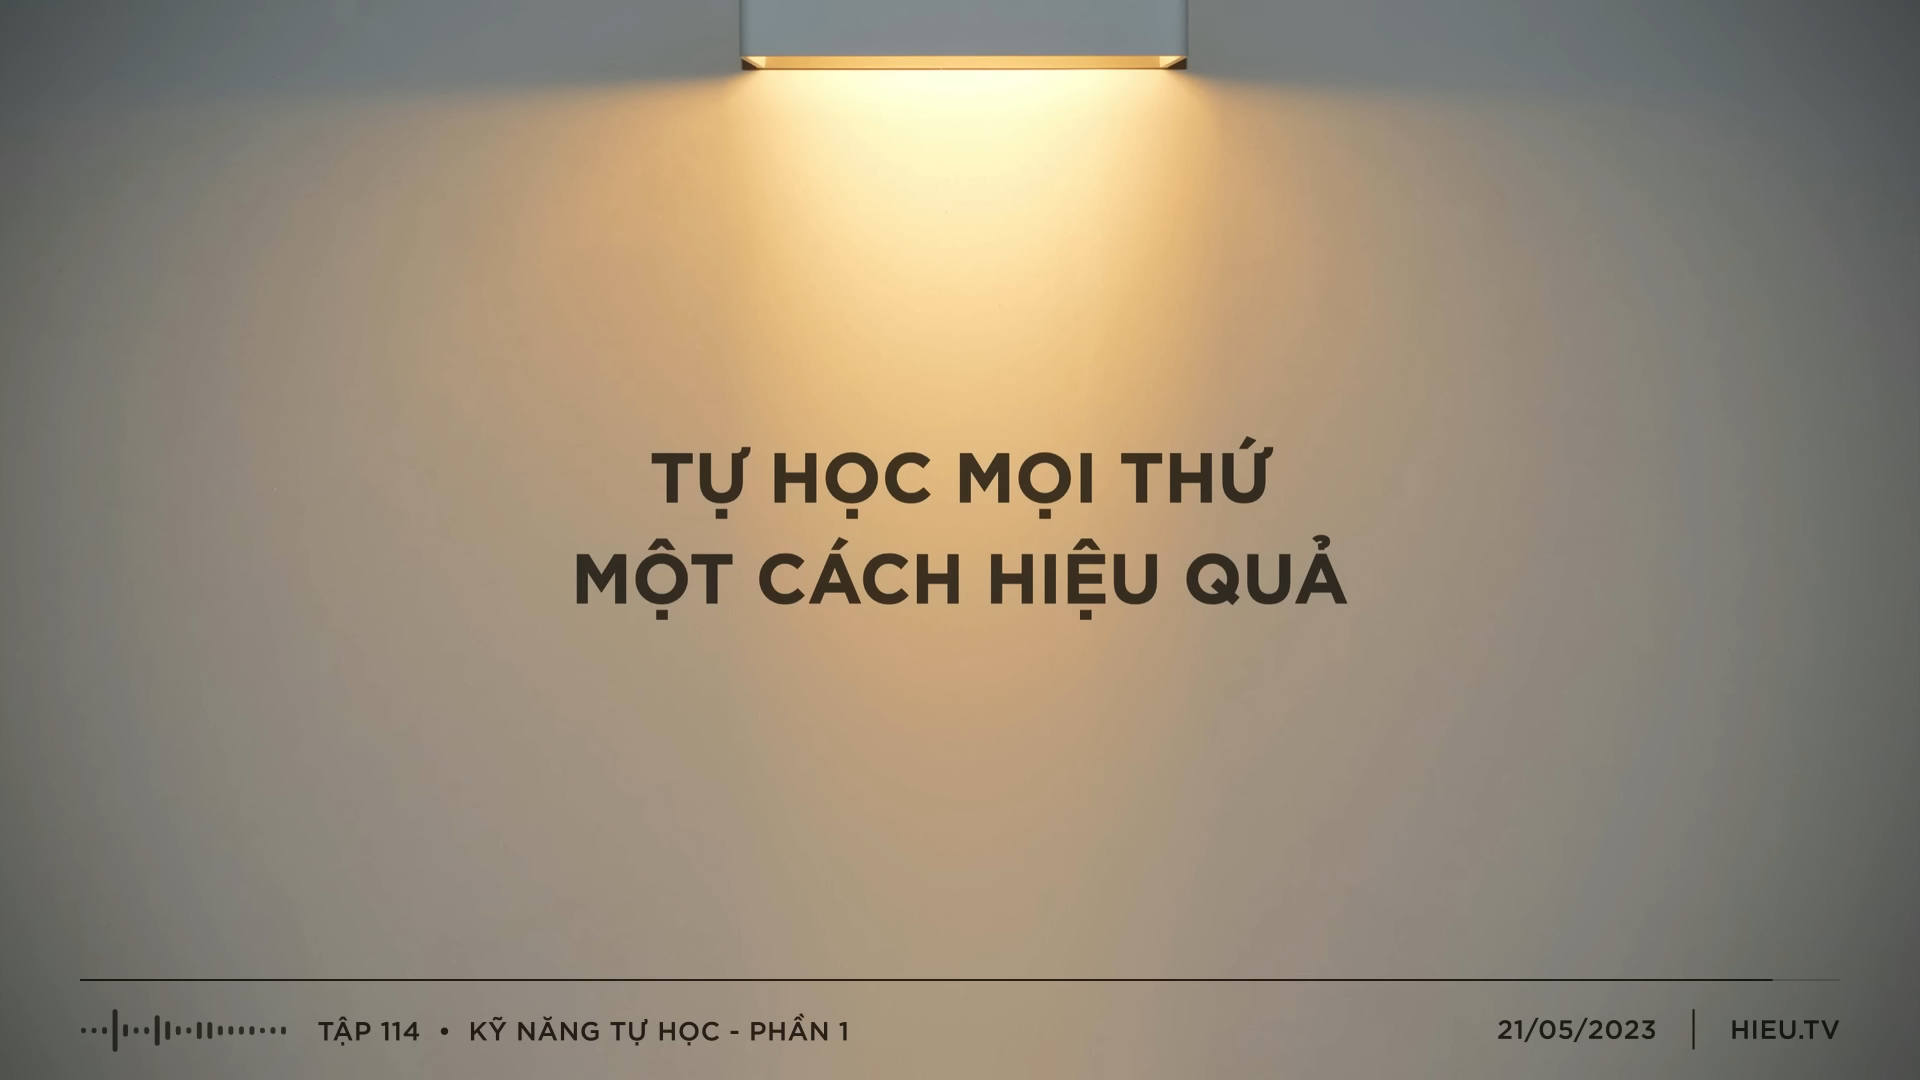 TỰ HỌC MỌI THỨ
MỘT CÁCH HIỆU QUẢ
TẬP 114 • KỸ NĂNG TỰ HỌC - PHẦN 1
21/05/2023 | HIEU.TV